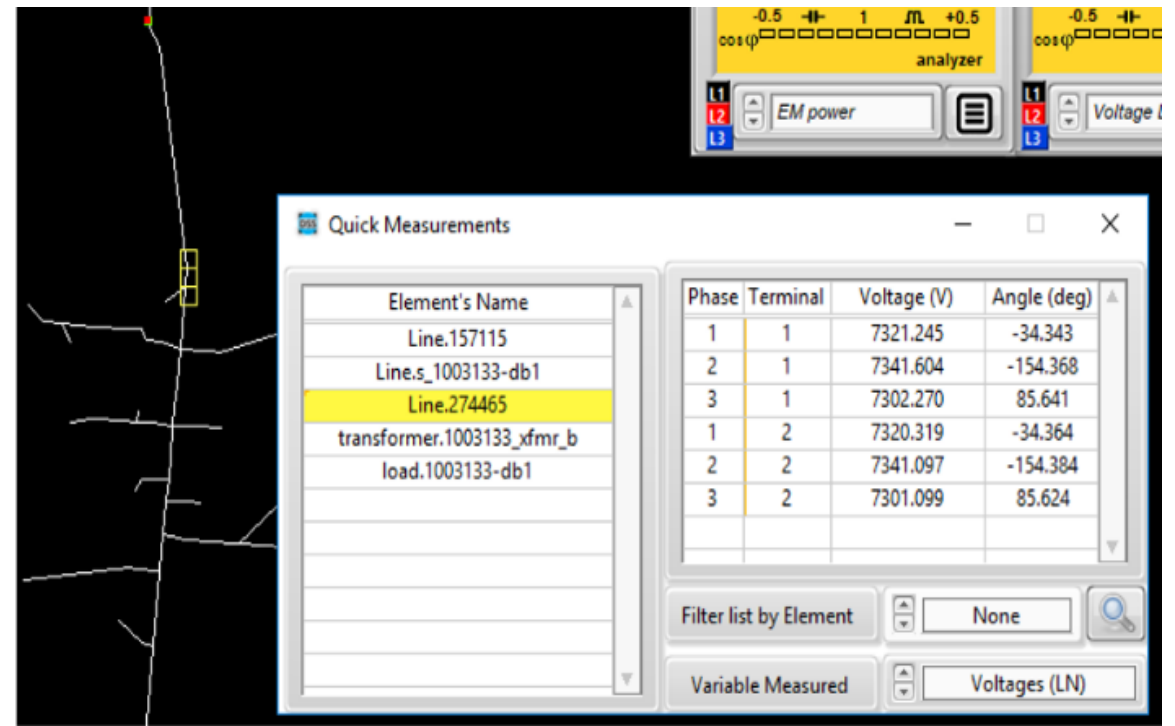 -0.5 1 +0.5
cosφ
analyzer
L1
L2
L3
EM power
-0.5
cosφ
L1
L2
L3
Voltage
DSS Quick Measurements
Element's Name
Line.157115
Line.s_1003133-db1
Line.274465
transformer.1003133_xfmr_b
load.1003133-db1
Phase Terminal Voltage (V) Angle (deg)
1 1 7321.245 -34.343
2 1 7341.604 -154.368
3 1 7302.270 85.641
1 2 7320.319 -34.364
2 2 7341.097 -154.384
3 2 7301.099 85.624
Filter list by Element None
Variable Measured Voltages (LN)